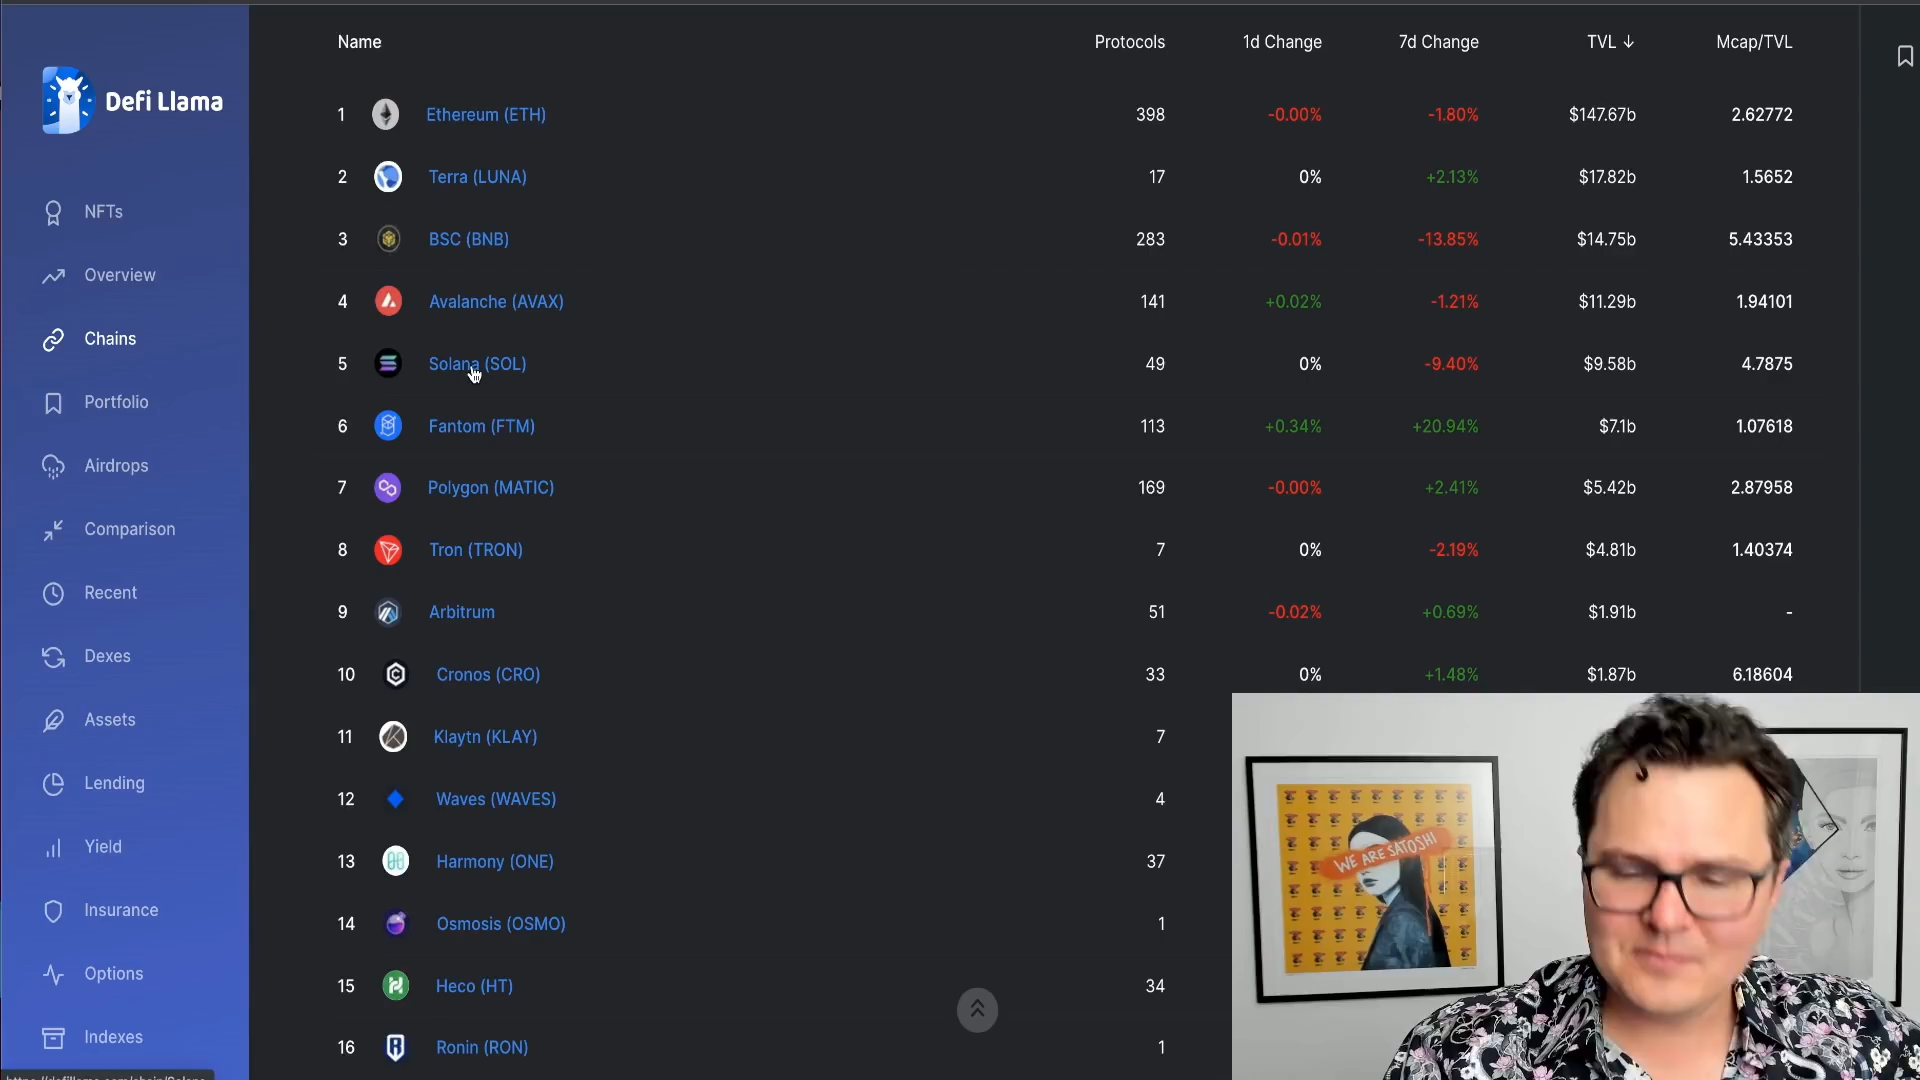 Name Protocols 1d Change 7d Change TVL ↓ Mcap/TVL
Defi Llama
1 Ethereum (ETH) 398 -0.00% -1.80% $147.67b 2.62772
2 Terra (LUNA) 17 0% +2.13% $17.82b 1.5652
NFTs
3 BSC (BNB) 283 -0.01% -13.85% $14.75b 5.43353
Overview
4 Avalanche (AVAX) 141 +0.02% -1.21% $11.29b 1.94101
Chains
5 Solana (SOL) 49 0% -9.40% $9.58b 4.7875
Portfolio
6 Fantom (FTM) 113 +0.34% +20.94% $7.1b 1.07618
Airdrops
7 Polygon (MATIC) 169 -0.00% +2.41% $5.42b 2.87958
Comparison
8 Tron (TRON) 7 0% -2.19% $4.81b 1.40374
Recent
9 Arbitrum 51 -0.02% +0.69% $1.91b -
Dexes
10 Cronos (CRO) 33 0% +1.48% $1.87b 6.18604
Assets
11 Klaytn (KLAY) 7
Lending
12 Waves (WAVES) 4
Yield
13 Harmony (ONE) 37
WE ARE SATOSHI
Insurance
14 Osmosis (OSMO) 1
Options
15 Heco (HT) 34
Indexes
16 Ronin (RON) 1